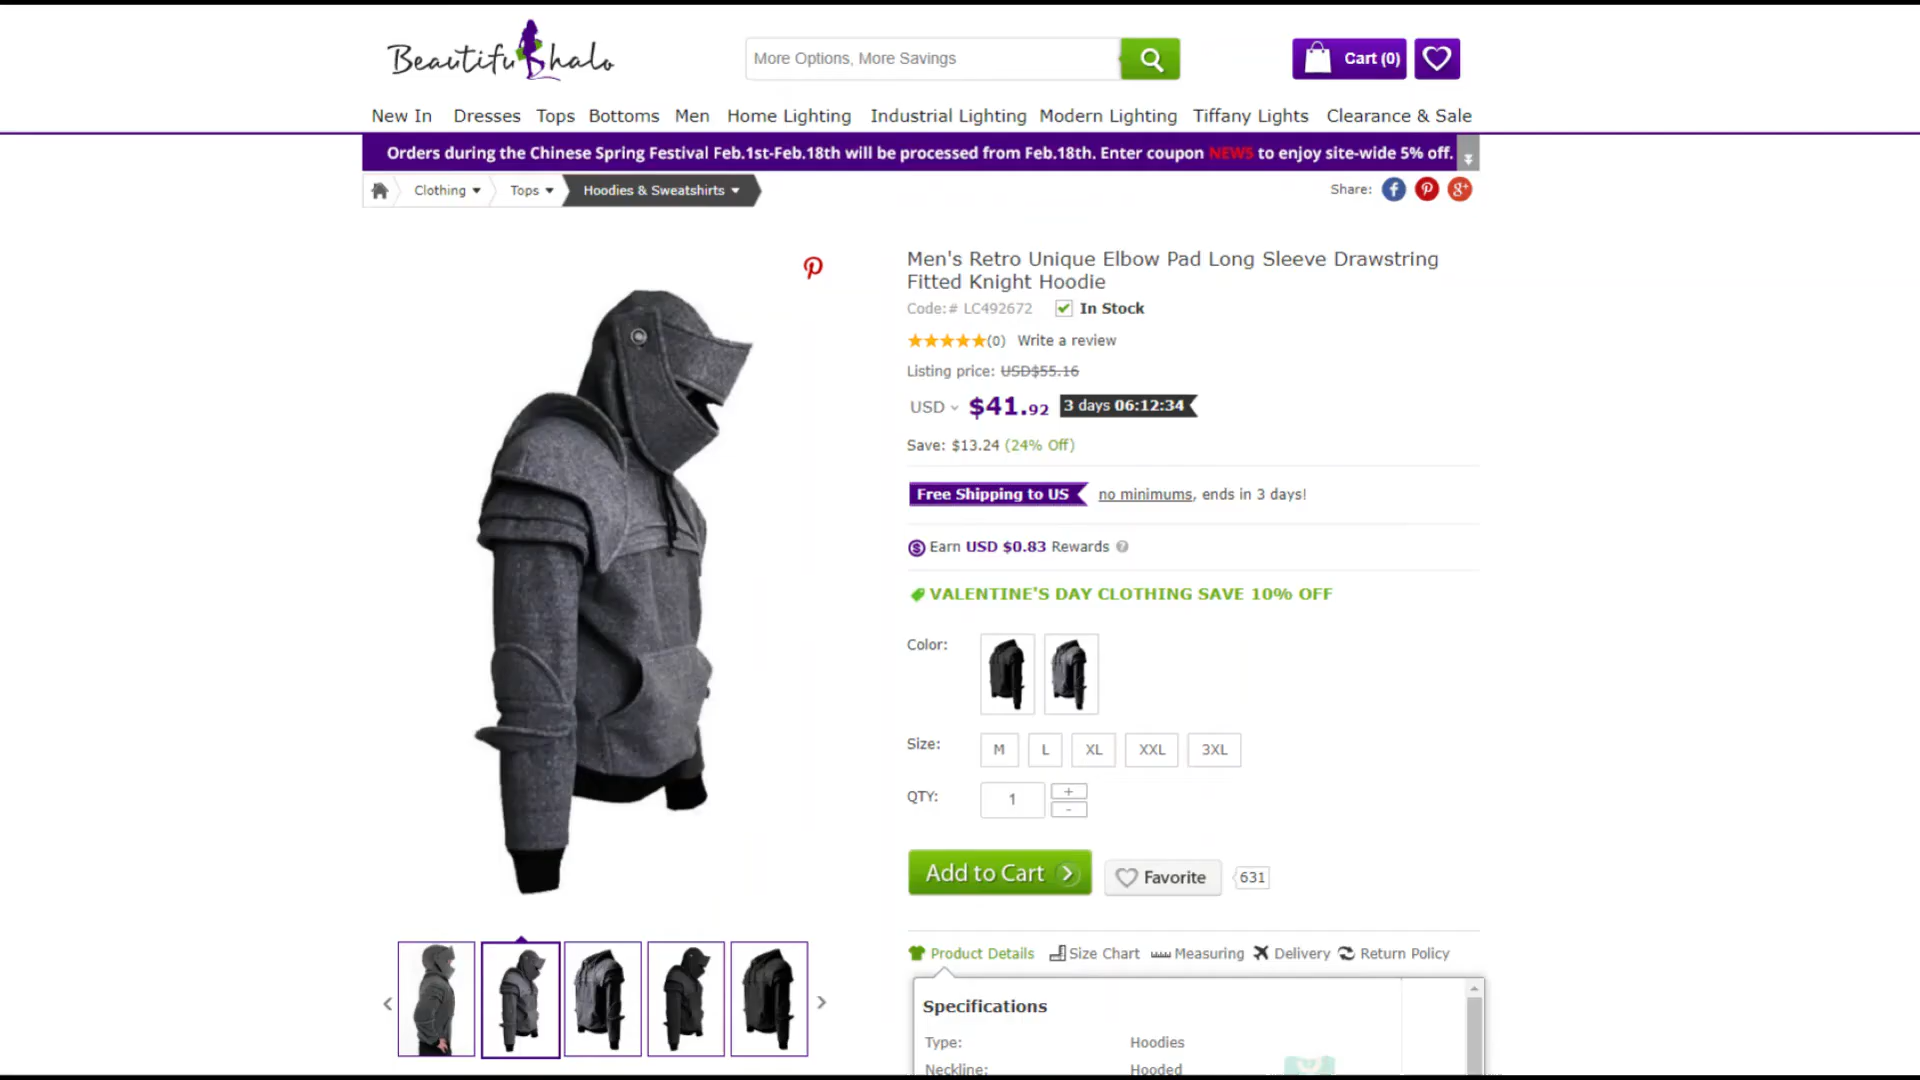 Beautifulhalo
More Options, More Savings
Cart (0)
New In Dresses Tops Bottoms Men Home Lighting Industrial Lighting Modern Lighting Tiffany Lights Clearance & Sale
Orders during the Chinese Spring Festival Feb.1st-Feb.18th will be processed from Feb.18th. Enter coupon NEW5 to enjoy site-wide 5% off.
Clothing Tops Hoodies & Sweatshirts
Share:
Men's Retro Unique Elbow Pad Long Sleeve Drawstring
Fitted Knight Hoodie
Code:# LC492672 In Stock
(0) Write a review
Listing price: USD$55.16
USD $41.92 3 days 06:12:34
Save: $13.24 (24% Off)
Free Shipping to US no minimums, ends in 3 days!
Earn USD $0.83 Rewards
VALENTINE'S DAY CLOTHING SAVE 10% OFF
Color:
Size: M L XL XXL 3XL
QTY: 1 + -
Add to Cart Favorite 631
Product Details Size Chart Measuring Delivery Return Policy
Specifications
Type: Hoodies
Neckline: Hooded